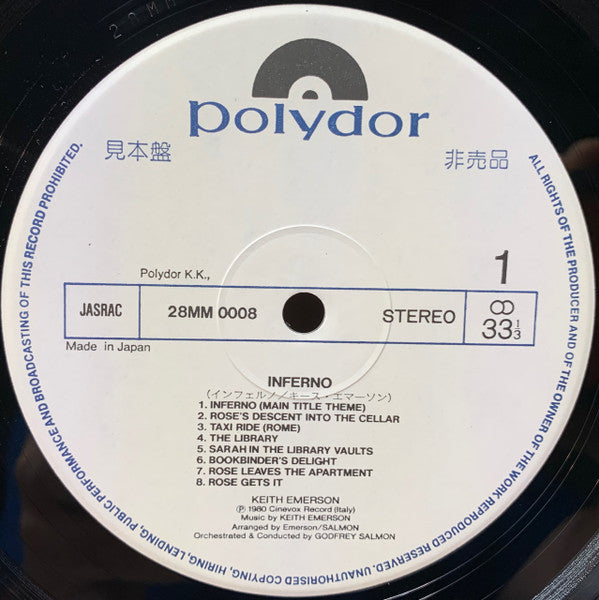 polydor
見本盤
非売品
Polydor K.K.,
1
JASRAC
28MM 0008
STEREO
33 1/3
Made in Japan
INFERNO
(インフェルノ/キース・エマーソン)
1. INFERNO (MAIN TITLE THEME)
2. ROSE'S DESCENT INTO THE CELLAR
3. TAXI RIDE (ROME)
4. THE LIBRARY
5. SARAH IN THE LIBRARY VAULTS
6. BOOKBINDER'S DELIGHT
7. ROSE LEAVES THE APARTMENT
8. ROSE GETS IT
KEITH EMERSON
Ⓟ 1980 Cinevox Record (Italy)
Music by KEITH EMERSON
Arranged by Emerson/SALMON
Orchestrated & Conducted by GODFREY SALMON
ALL RIGHTS OF THE PRODUCER AND OF THE OWNER OF THE WORK REPRODUCED RESERVED. UNAUTHORISED COPYING, HIRING, LENDING, PUBLIC PERFORMANCE AND BROADCASTING OF THIS RECORD PROHIBITED.